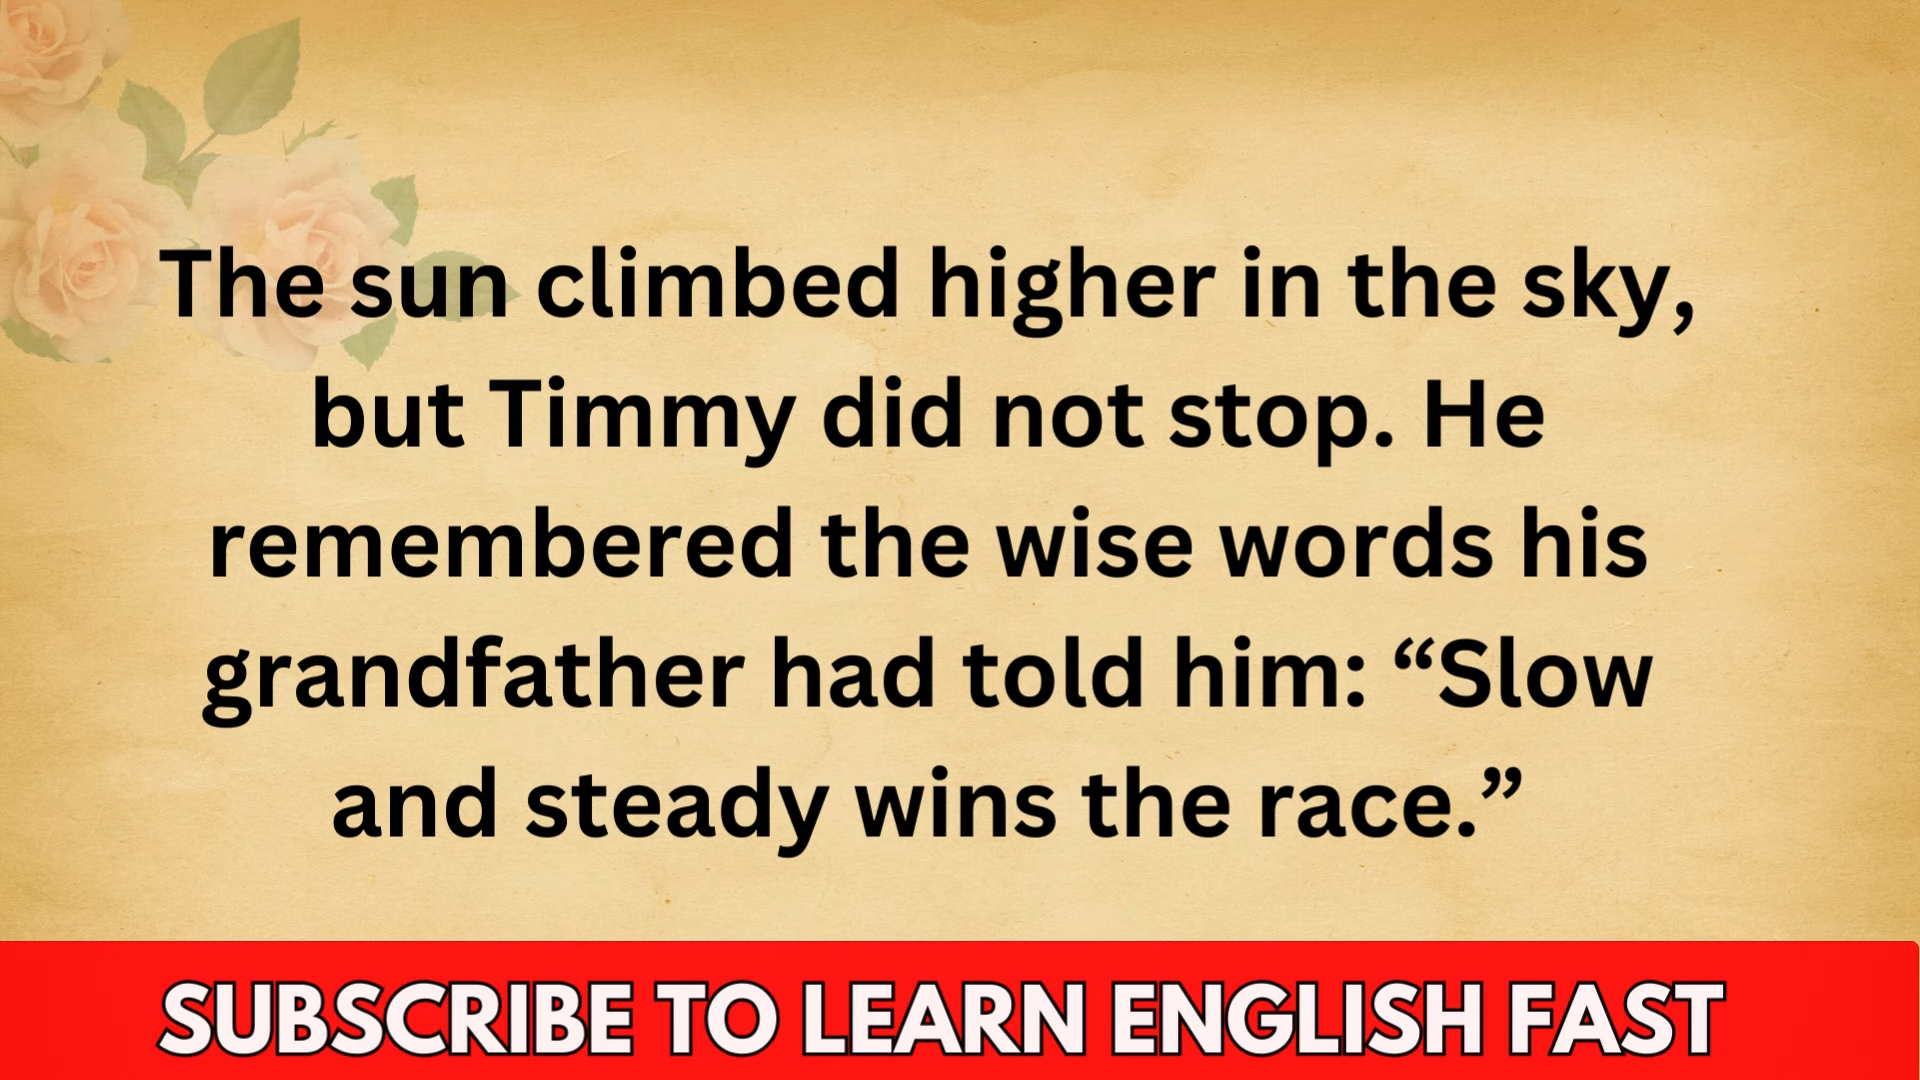 The sun climbed higher in the sky,
but Timmy did not stop. He
remembered the wise words his
grandfather had told him: “Slow
and steady wins the race.”
SUBSCRIBE TO LEARN ENGLISH FAST